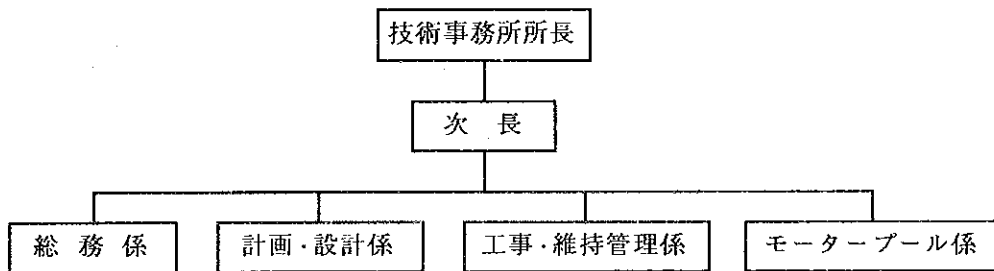 技術事務所所長
次長
総務係
計画・設計係
工事・維持管理係
モータープール係